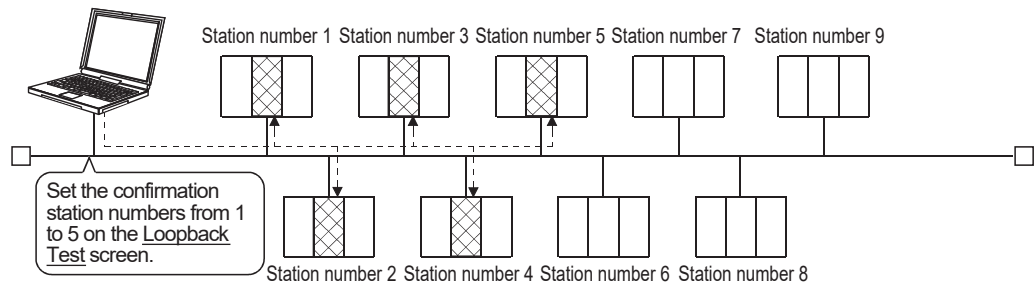 Station number 1 Station number 3 Station number 5 Station number 7 Station number 9
Set the confirmation
station numbers from 1
to 5 on the Loopback
Test screen.
Station number 2 Station number 4 Station number 6 Station number 8